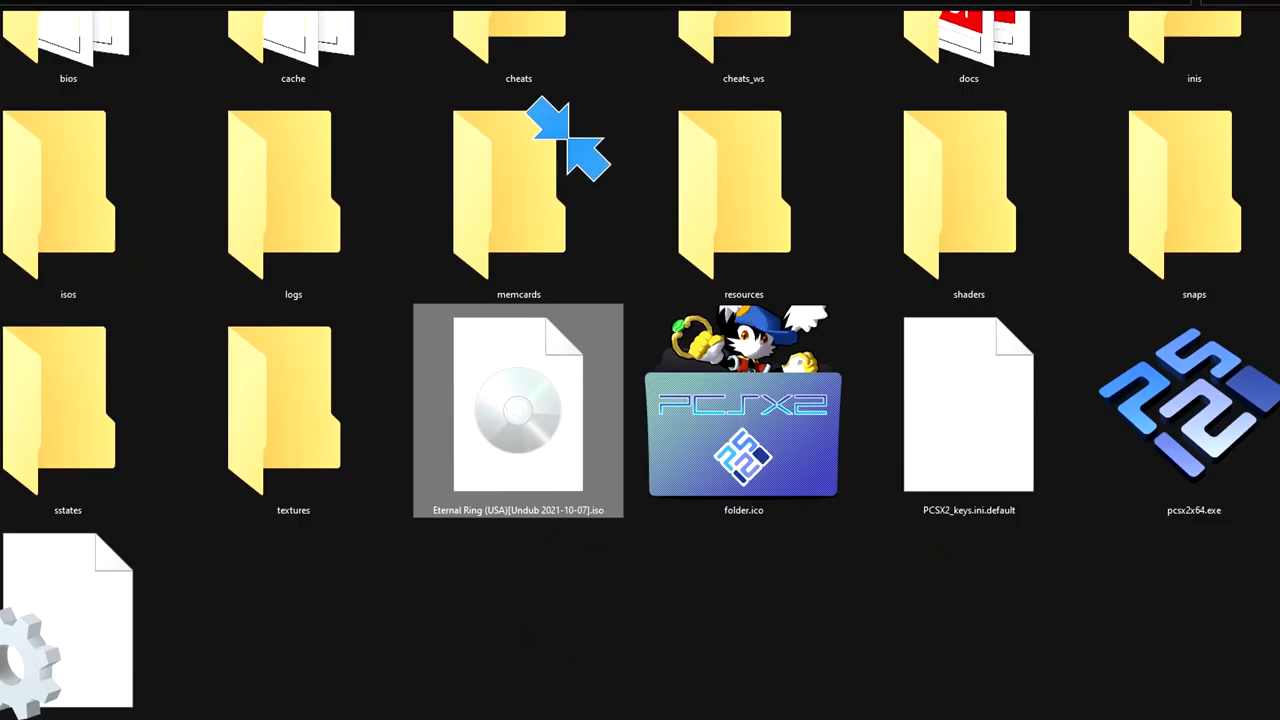 bios
cache
cheats
cheats_ws
docs
inis
isos
logs
memcards
resources
shaders
snaps
PCSX2
sstates
textures
Eternal Ring (USA)[Undub 2021-10-07].iso
folder.ico
PCSX2_keys.ini.default
pcsx2x64.exe